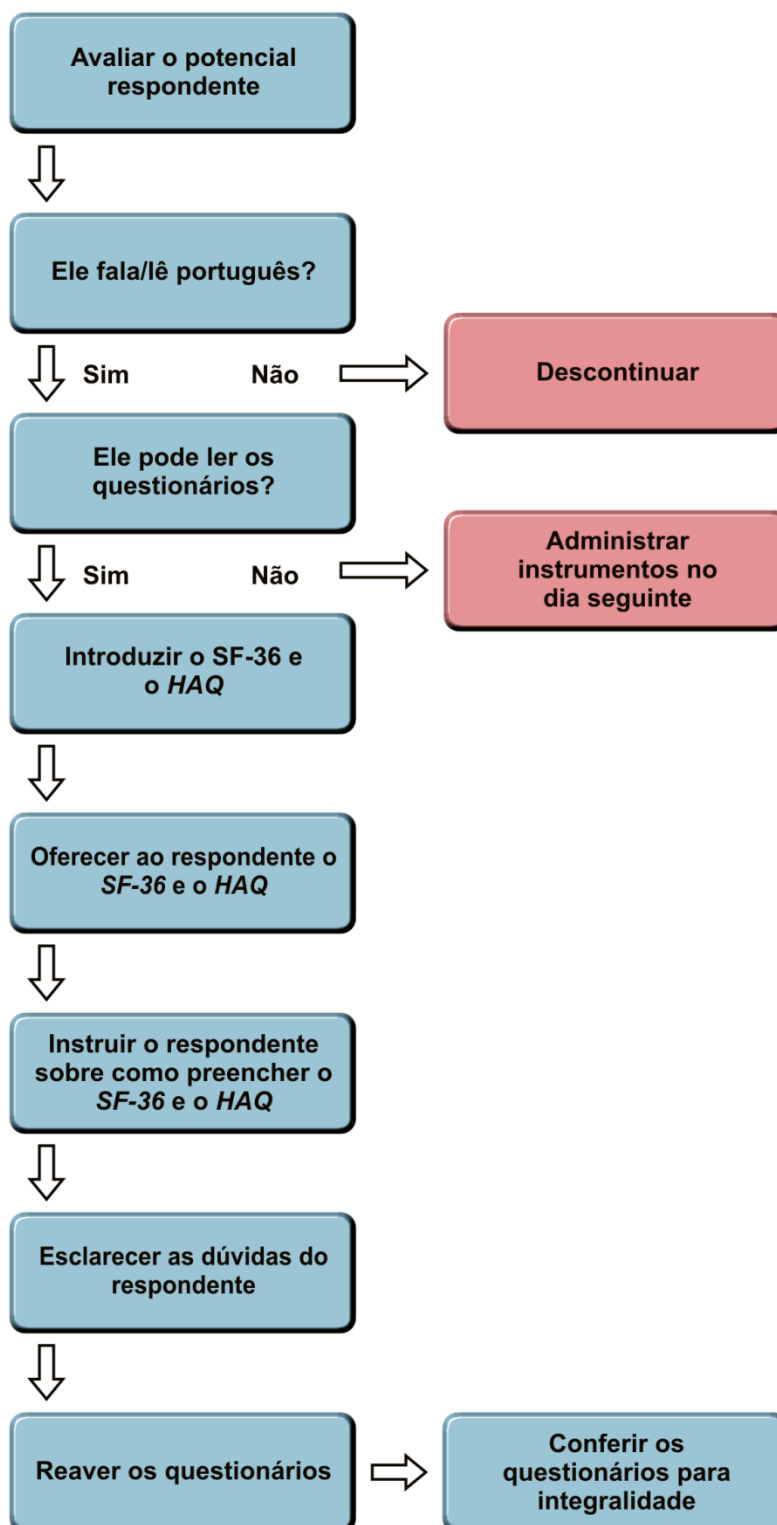 Avaliar o potencial
respondente
Ele fala/lê português?
Sim
Não
Descontinuar
Ele pode ler os
questionários?
Sim
Não
Administrar
instrumentos no
dia seguinte
Introduzir o SF-36 e
o HAQ
Oferecer ao respondente o
SF-36 e o HAQ
Instruir o respondente
sobre como preencher o
SF-36 e o HAQ
Esclarecer as dúvidas do
respondente
Reaver os questionários
Conferir os
questionários para
integralidade